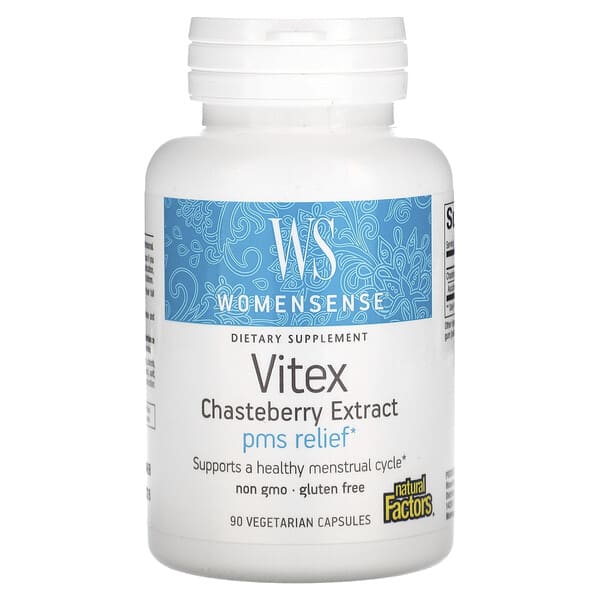 WS
WOMENSENSE
DIETARY SUPPLEMENT
Vitex
Chasteberry Extract
pms relief*
Supports a healthy menstrual cycle*
non gmo · gluten free
natural
Factors
90 VEGETARIAN CAPSULES